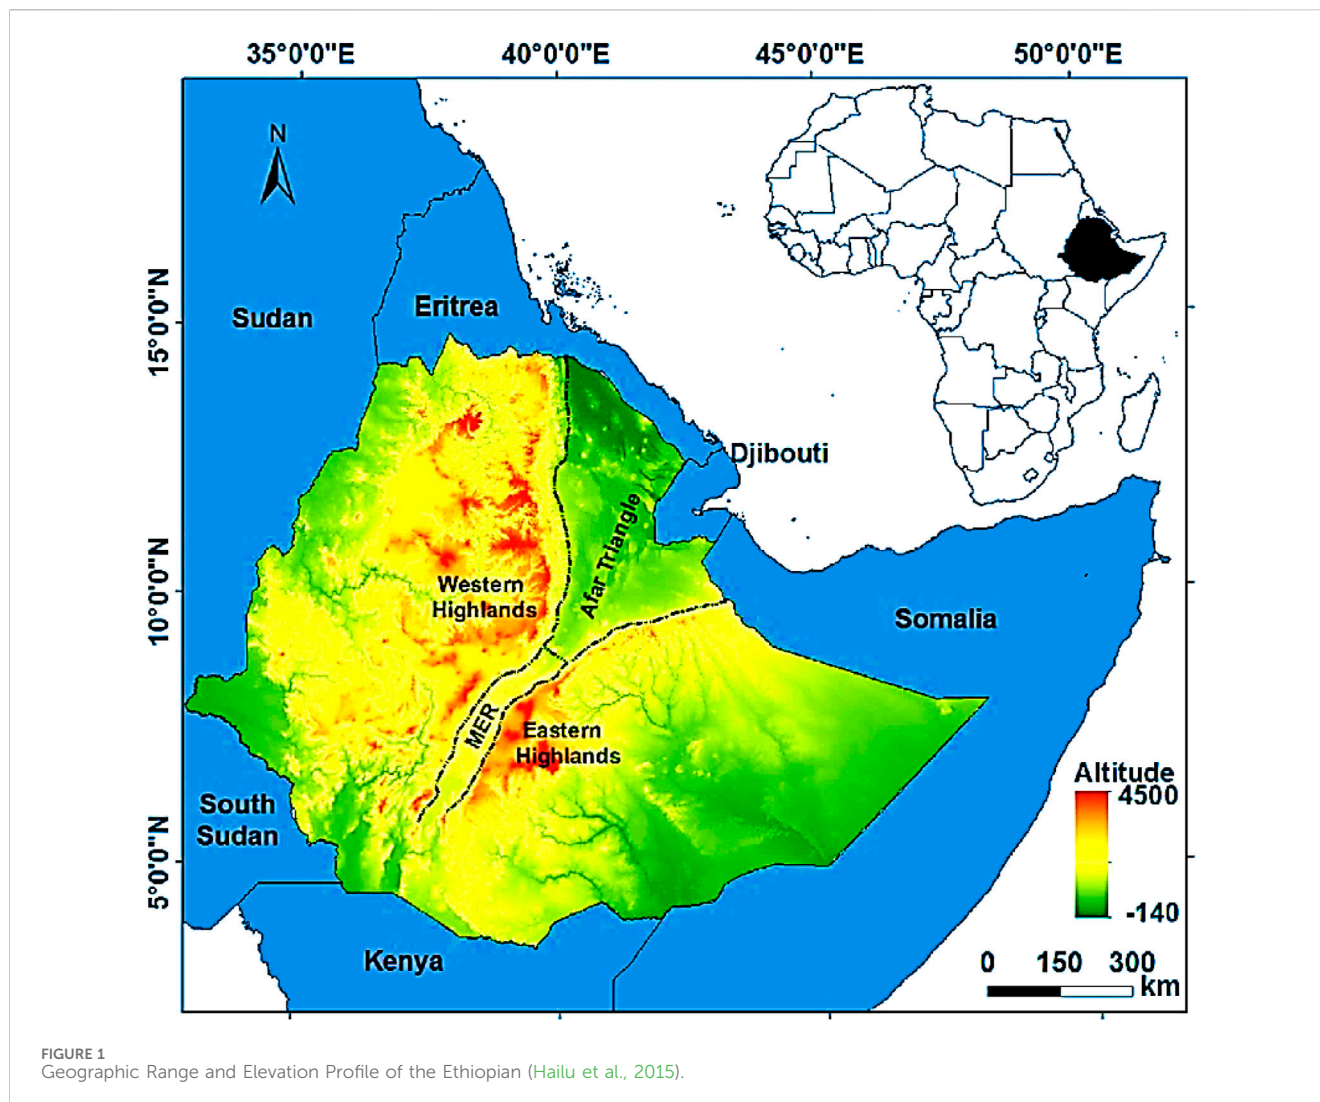 35°0'0"E 40°0'0"E 45°0'0"E 50°0'0"E
N
15°0'0"N
10°0'0"N
5°0'0"N
Sudan
Eritrea
Djibouti
Afar Triangle
Western
Highlands
Somalia
MER
Eastern
Highlands
South
Sudan
Kenya
Altitude
4500
-140
0 150 300
km
FIGURE 1
Geographic Range and Elevation Profile of the Ethiopian (Hailu et al., 2015).